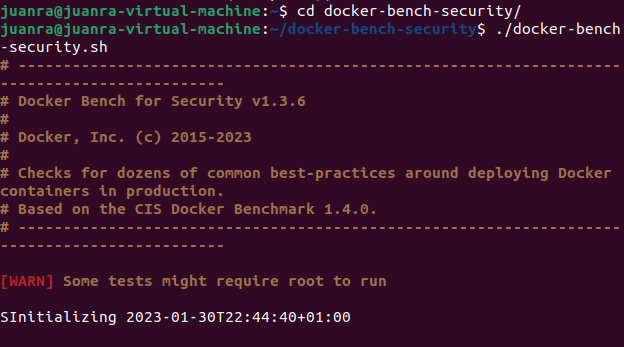 juanra@juanra-virtual-machine:~$ cd docker-bench-security/
juanra@juanra-virtual-machine:~/docker-bench-security$ ./docker-bench
-security.sh
# -------------------------------------------------------------------
-------------------------
# Docker Bench for Security v1.3.6
#
# Docker, Inc. (c) 2015-2023
#
# Checks for dozens of common best-practices around deploying Docker
containers in production.
# Based on the CIS Docker Benchmark 1.4.0.
# -------------------------------------------------------------------
-------------------------
[WARN] Some tests might require root to run
SInitializing 2023-01-30T22:44:40+01:00